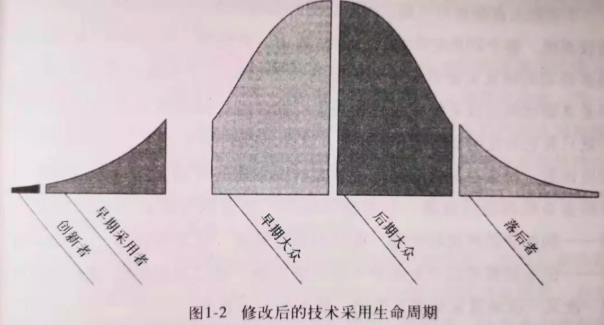 创新者
早期采用者
早期大众
后期大众
落后者
图1-2 修改后的技术采用生命周期